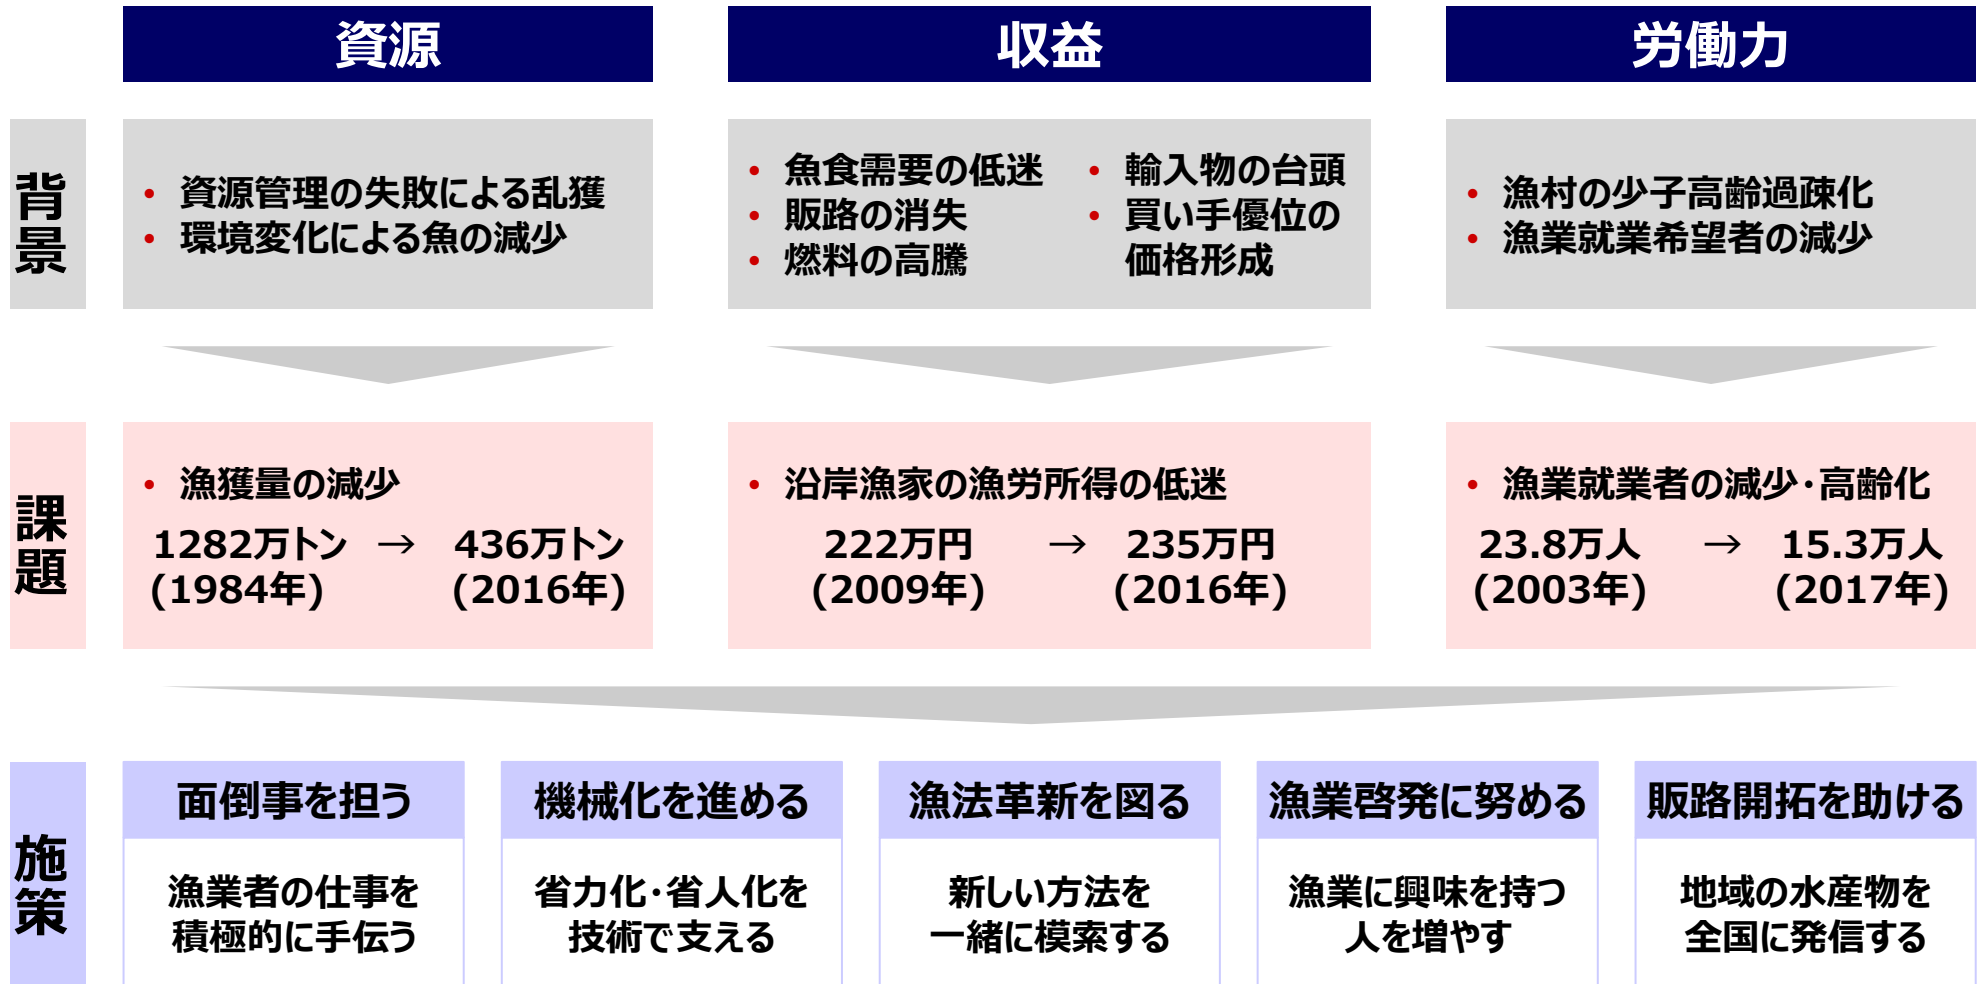 資源
収益
労働力
背景
• 資源管理の失敗による乱獲
• 環境変化による魚の減少
• 魚食需要の低迷
• 販路の消失
• 燃料の高騰
• 輸入物の台頭
• 買い手優位の
価格形成
• 漁村の少子高齢過疎化
• 漁業就業希望者の減少
課題
• 漁獲量の減少
1282万トン → 436万トン
(1984年) (2016年)
• 沿岸漁家の漁労所得の低迷
222万円 → 235万円
(2009年) (2016年)
• 漁業就業者の減少・高齢化
23.8万人 → 15.3万人
(2003年) (2017年)
施策
面倒事を担う
漁業者の仕事を
積極的に手伝う
機械化を進める
省力化・省人化を
技術で支える
漁法革新を図る
新しい方法を
一緒に模索する
漁業啓発に努める
漁業に興味を持つ
人を増やす
販路開拓を助ける
地域の水産物を
全国に発信する